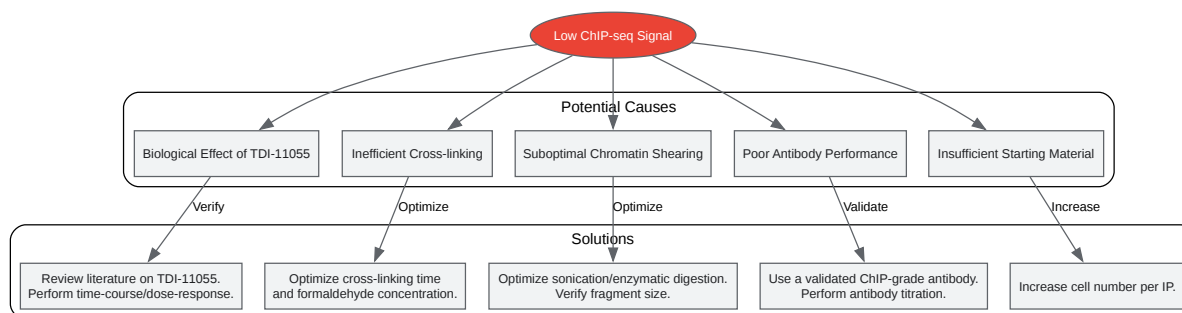 Low ChIP-seq Signal
Potential Causes
Biological Effect of TDI-11055
Inefficient Cross-linking
Suboptimal Chromatin Shearing
Poor Antibody Performance
Insufficient Starting Material
Verify
Optimize
Optimize
Validate
Increase
Solutions
Review literature on TDI-11055.
Perform time-course/dose-response.
Optimize cross-linking time
and formaldehyde concentration.
Optimize sonication/enzymatic digestion.
Verify fragment size.
Use a validated ChIP-grade antibody.
Perform antibody titration.
Increase cell number per IP.